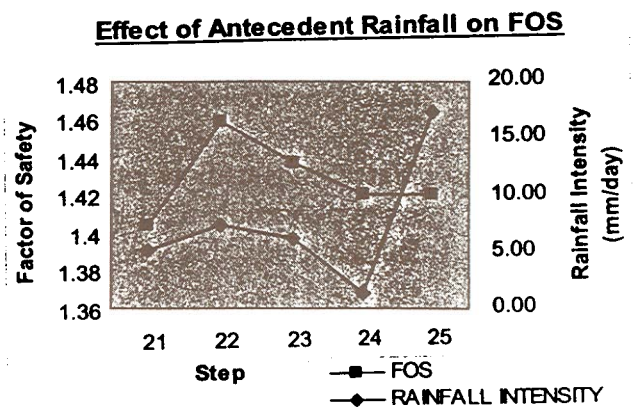 Effect of Antecedent Rainfall on FOS
1.48
1.46
1.44
1.42
1.4
1.38
1.36
Factor of Safety
20.00
15.00
10.00
5.00
0.00
Rainfall Intensity
(mm/day)
21 22 23 24 25
Step
FOS
RAINFALL INTENSITY